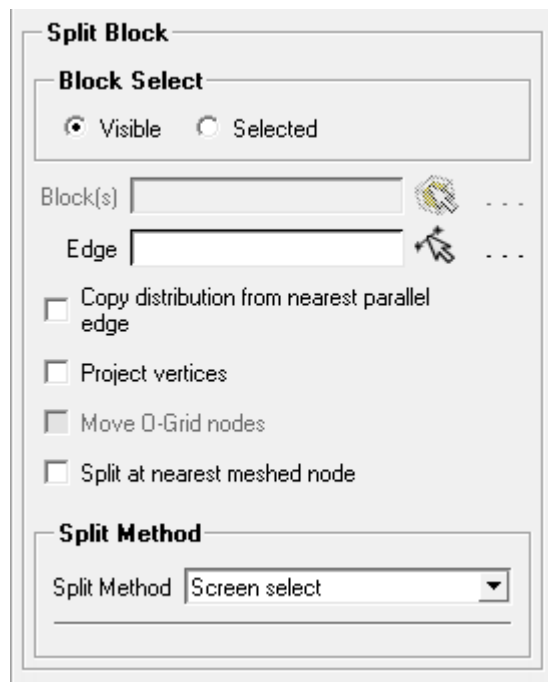 Split Block
Block Select
Visible Selected
Block(s) ...
Edge ...
Copy distribution from nearest parallel
edge
Project vertices
Move O-Grid nodes
Split at nearest meshed node
Split Method
Split Method Screen select